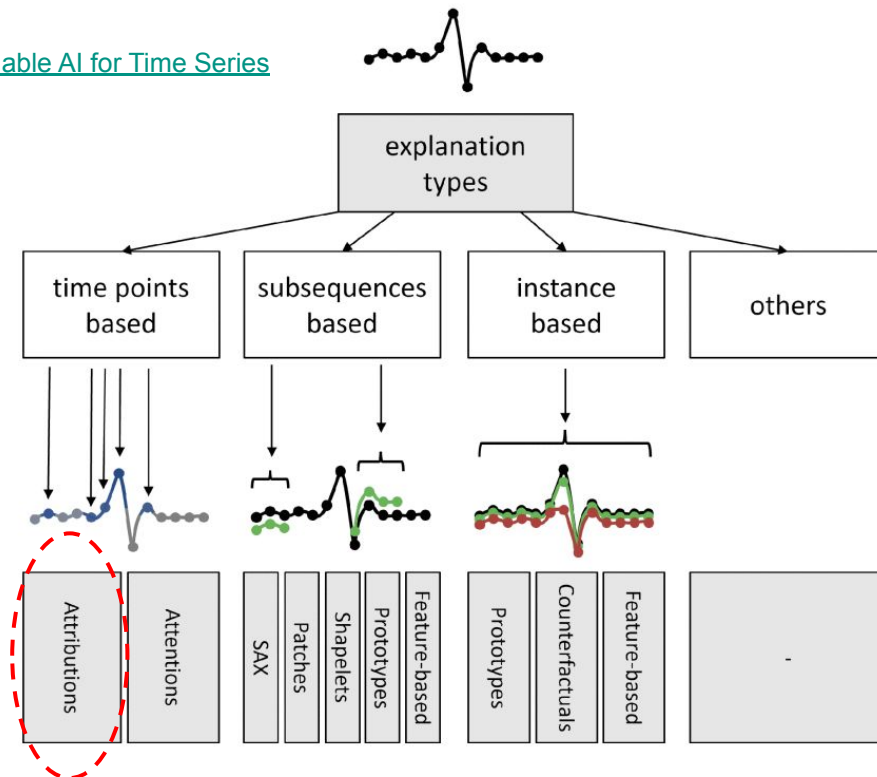 able AI for Time Series
explanation
types
time points
based
subsequences
based
instance
based
others
Attributions
Attentions
SAX
Patches
Shapelets
Prototypes
Feature-based
Prototypes
Counterfactuals
Feature-based
-